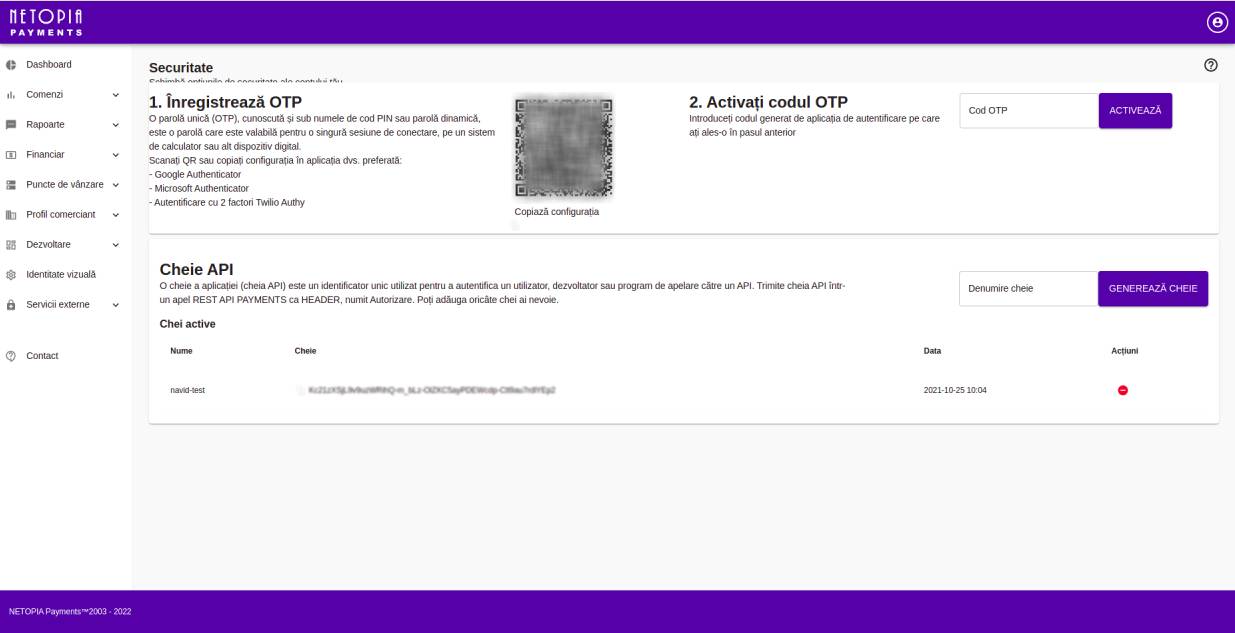 NETOPIA
PAYMENTS
Dashboard
Comenzi
Rapoarte
Financiar
Puncte de vânzare
Profil comerciant
Dezvoltare
Identitate vizuală
Servicii externe
Contact
Securitate
Schimbă opțiunile de securitate ale contului tău
1. Înregistrează OTP
O parolă unică (OTP), cunoscută și sub numele de cod PIN sau parolă dinamică,
este o parolă care este valabilă pentru o singură sesiune de conectare, pe un sistem
de calculator sau alt dispozitiv digital.
Scanați QR sau copiați configurația în aplicația dvs. preferată:
- Google Authenticator
- Microsoft Authenticator
- Autentificare cu 2 factori Twilio Authy
Copiază configurația
2. Activați codul OTP
Introduceți codul generat de aplicația de autentificare pe care
ați ales-o în pasul anterior
Cod OTP
ACTIVEAZĂ
Cheie API
O cheie a aplicației (cheia API) este un identificator unic utilizat pentru a autentifica un utilizator, dezvoltator sau program de apelare către un API. Trimite cheia API într-
un apel REST API PAYMENTS ca HEADER, numit Autorizare. Poți adăuga oricâte chei ai nevoie.
Denumire cheie
GENEREAZĂ CHEIE
Chei active
Nume Cheie Data Acțiuni
navid-test 2021-10-25 10:04
NETOPIA Payments™2003 - 2022